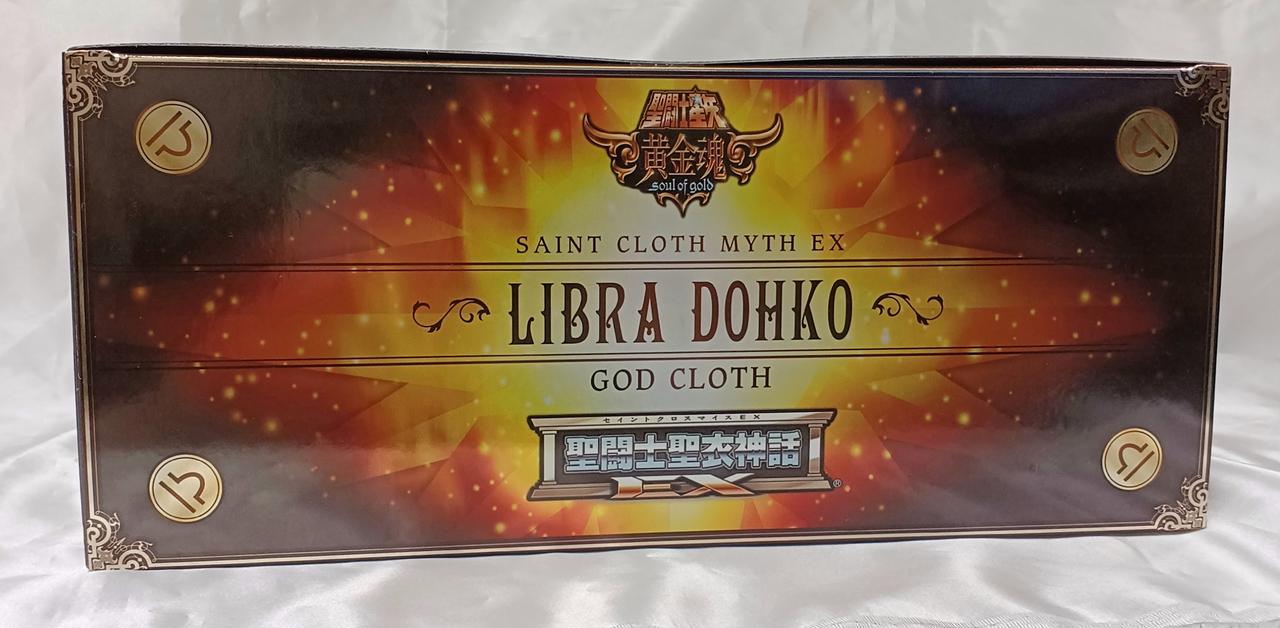 聖闘士星矢
黄金魂
soul of gold
SAINT CLOTH MYTH EX
LIBRA DOHKO
GOD CLOTH
セイントクロスマイスEX
聖闘士聖衣神話
EX
®